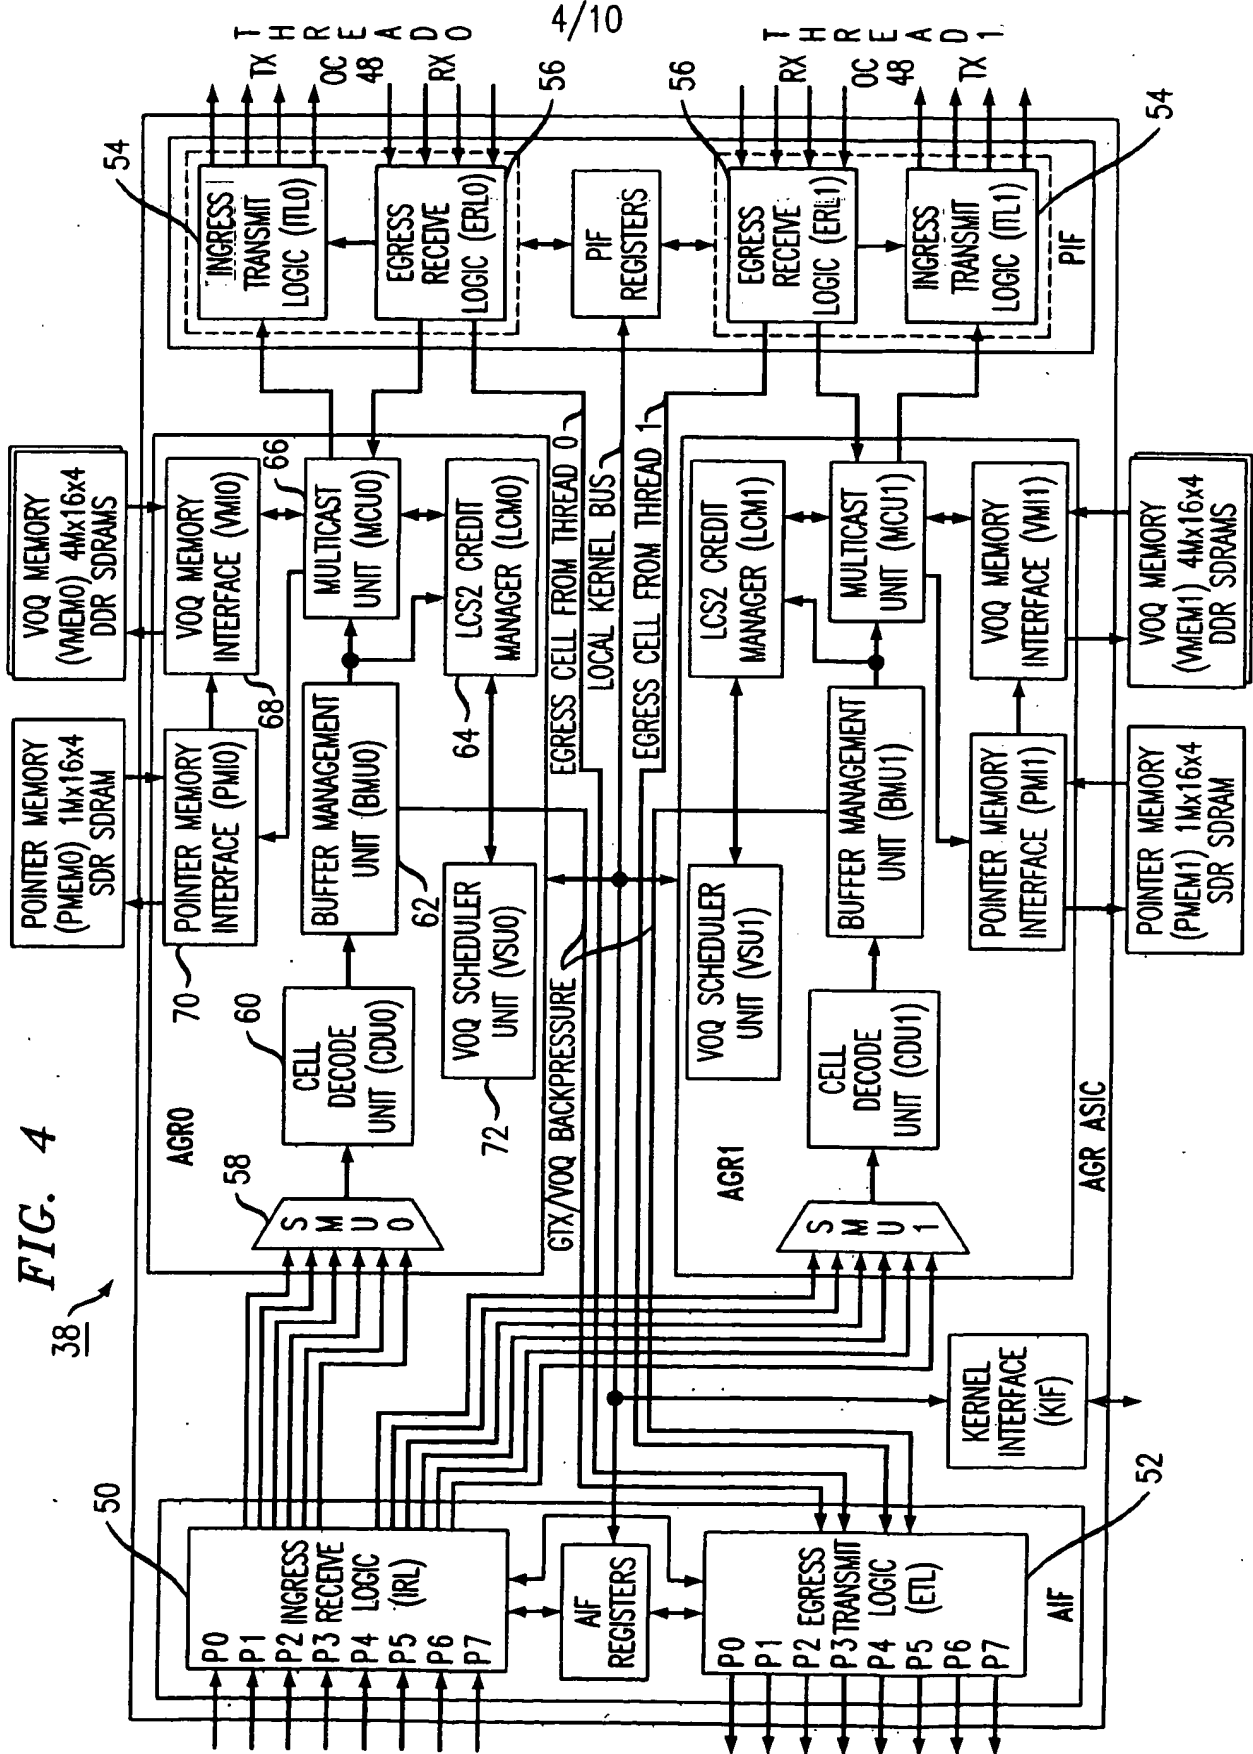 4/10
FIG. 4
38
50
INGRESS
RECEIVE
LOGIC
(IRL)
P0
P1
P2
P3
P4
P5
P6
P7
AIF
REGISTERS
EGRESS
TRANSMIT
LOGIC
(ETL)
P0
P1
P2
P3
P4
P5
P6
P7
52
AIF
KERNEL
INTERFACE
(KIF)
AGR0
58
S
M
U
0
60
CELL
DECODE
UNIT (CDU0)
62
BUFFER MANAGEMENT
UNIT (BMU0)
72
VOQ SCHEDULER
UNIT (VSU0)
64
LCS2 CREDIT
MANAGER (LCM0)
66
MULTICAST
UNIT (MCU0)
68
VOQ MEMORY
INTERFACE (VMI0)
70
POINTER MEMORY
INTERFACE (PMI0)
POINTER MEMORY
(PMEM0) 1Mx16x4
SDR SDRAM
VOQ MEMORY
(VMEM0) 4Mx16x4
DDR SDRAMS
GTX/VOQ BACKPRESSURE
EGRESS CELL FROM THREAD 0
LOCAL KERNEL BUS
EGRESS CELL FROM THREAD 1
AGR1
S
M
U
1
CELL
DECODE
UNIT (CDU1)
BUFFER MANAGEMENT
UNIT (BMU1)
VOQ SCHEDULER
UNIT (VSU1)
LCS2 CREDIT
MANAGER (LCM1)
MULTICAST
UNIT (MCU1)
VOQ MEMORY
INTERFACE (VMI1)
POINTER MEMORY
INTERFACE (PMI1)
POINTER MEMORY
(PMEM1) 1Mx16x4
SDR SDRAM
VOQ MEMORY
(VMEM1) 4Mx16x4
DDR SDRAMS
AGR ASIC
54
INGRESS
TRANSMIT
LOGIC (ITL0)
EGRESS
RECEIVE
LOGIC (ERL0)
56
PIF
REGISTERS
56
EGRESS
RECEIVE
LOGIC (ERL1)
INGRESS
TRANSMIT
LOGIC (ITL1)
54
PIF
THREAD 0
TX
OC
48
RX
THREAD 1
RX
OC
48
TX